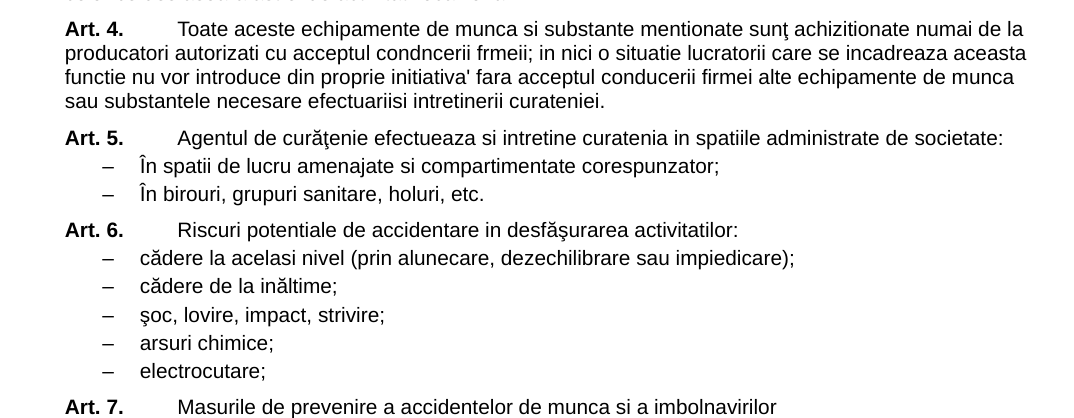 Art. 4. Toate aceste echipamente de munca si substante mentionate sunţ achizitionate numai de la
producatori autorizati cu acceptul condncerii frmeii; in nici o situatie lucratorii care se incadreaza aceasta
functie nu vor introduce din proprie initiativa' fara acceptul conducerii firmei alte echipamente de munca
sau substantele necesare efectuariisi intretinerii curateniei.
Art. 5. Agentul de curăţenie efectueaza si intretine curatenia in spatiile administrate de societate:
– În spatii de lucru amenajate si compartimentate corespunzator;
– În birouri, grupuri sanitare, holuri, etc.
Art. 6. Riscuri potentiale de accidentare in desfăşurarea activitatilor:
– cădere la acelasi nivel (prin alunecare, dezechilibrare sau impiedicare);
– cădere de la inăltime;
– şoc, lovire, impact, strivire;
– arsuri chimice;
– electrocutare;
Art. 7. Masurile de prevenire a accidentelor de munca si a imbolnavirilor